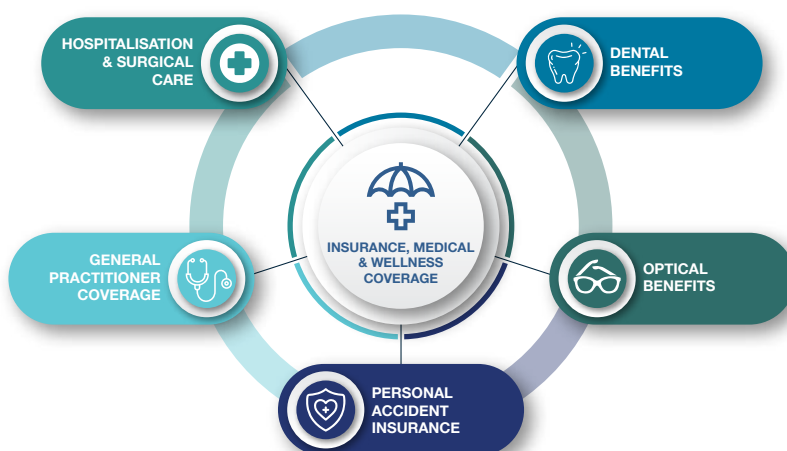 HOSPITALISATION
& SURGICAL
CARE
DENTAL
BENEFITS
INSURANCE, MEDICAL
& WELLNESS
COVERAGE
GENERAL
PRACTITIONER
COVERAGE
OPTICAL
BENEFITS
PERSONAL
ACCIDENT
INSURANCE